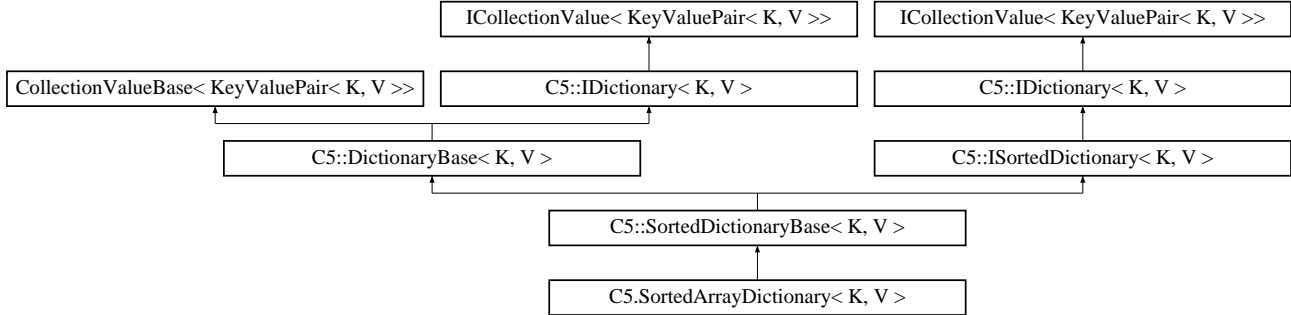 ICollectionValue< KeyValuePair< K, V >>
ICollectionValue< KeyValuePair< K, V >>
CollectionValueBase< KeyValuePair< K, V >>
C5::IDictionary< K, V >
C5::IDictionary< K, V >
C5::DictionaryBase< K, V >
C5::ISortedDictionary< K, V >
C5::SortedDictionaryBase< K, V >
C5.SortedArrayDictionary< K, V >